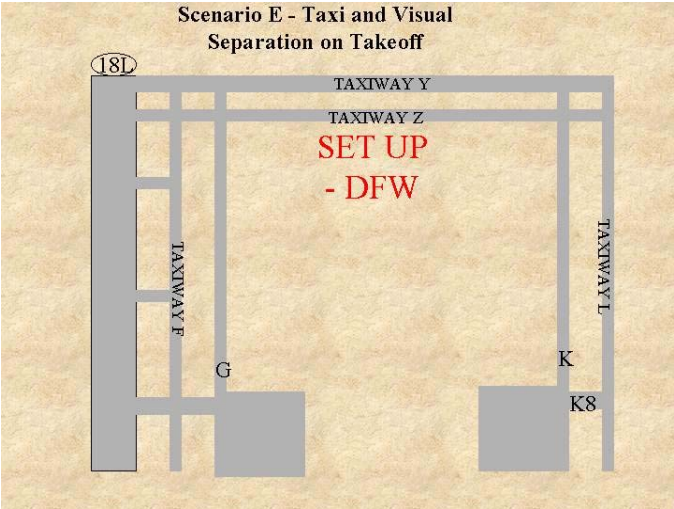 Scenario E - Taxi and Visual
Separation on Takeoff
18L
TAXIWAY Y
TAXIWAY Z
SET UP
- DFW
TAXIWAY F
TAXIWAY L
G
K
K8